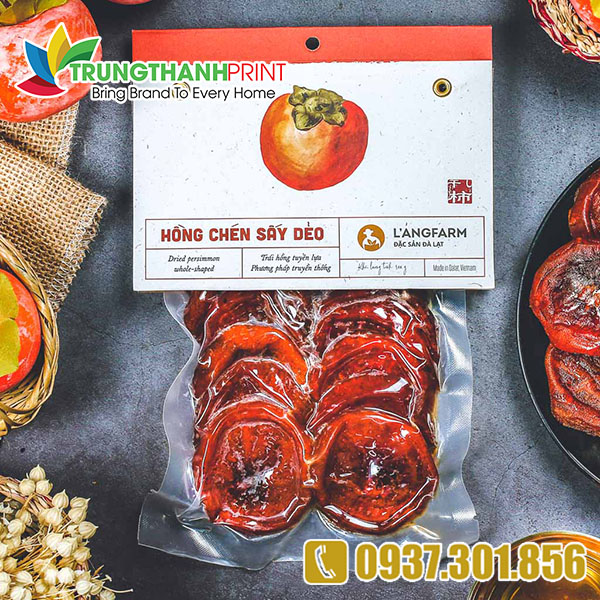 TRUNGTHANHPRINT
Bring Brand To Every Home
HỒNG CHÉN SẤY DẺO
Dried persimmon
whole-shaped
Trái hồng tuyển lựa
Phương pháp truyền thống
L'ANGFARM
ĐẶC SẢN ĐÀ LẠT
Made in Dalat, Vietnam
0937.301.856